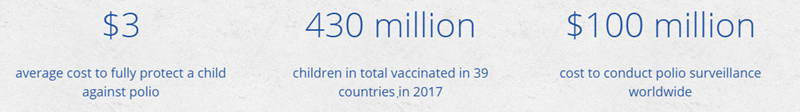 $3
average cost to fully protect a child
against polio
430 million
children in total vaccinated in 39
countries in 2017
$100 million
cost to conduct polio surveillance
worldwide